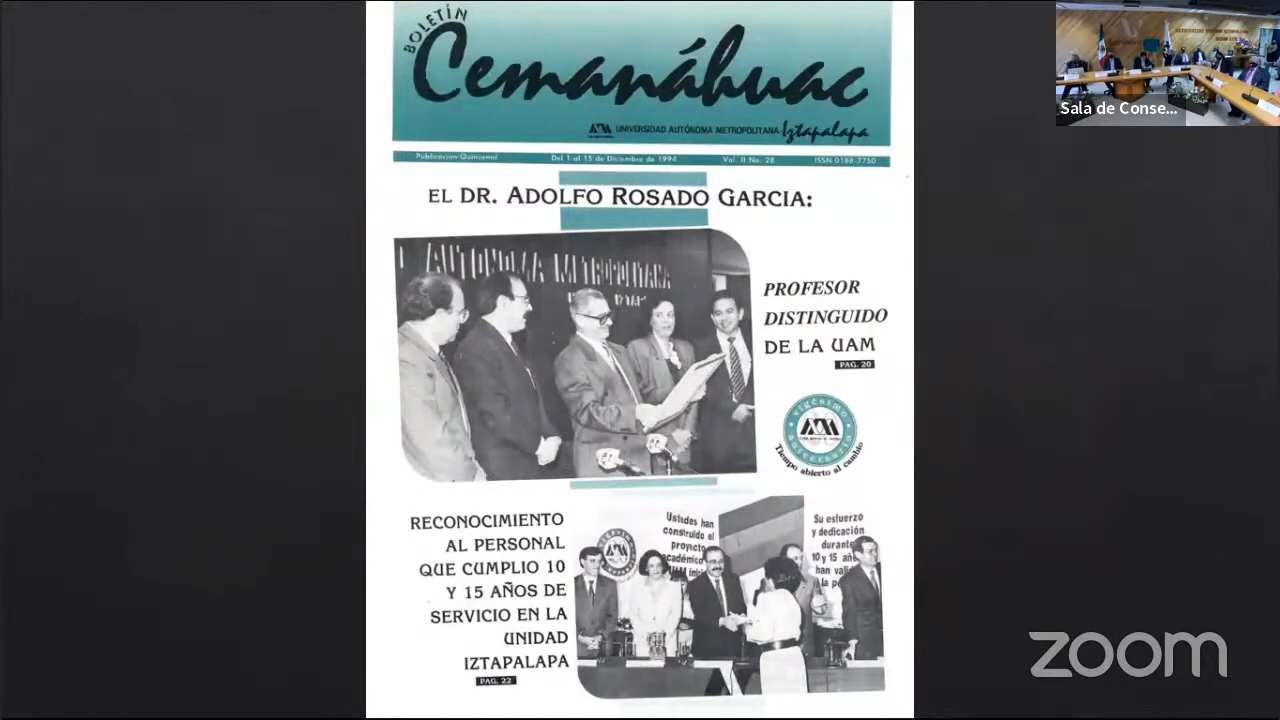 BOLETÍN
Cemanáhuac
UNIVERSIDAD AUTÓNOMA METROPOLITANA-Iztapalapa
Publicación Quincenal Del 1 al 15 de Diciembre de 1994 Vol. II No. 28 ISSN 0188-7750
EL DR. ADOLFO ROSADO GARCIA:
AUTONOMA METROPOLITANA
PROFESOR
DISTINGUIDO
DE LA UAM
PAG. 20
vigésimo
aniversario
Tiempo abierto al cambio
RECONOCIMIENTO
AL PERSONAL
QUE CUMPLIO 10
Y 15 AÑOS DE
SERVICIO EN LA
UNIDAD
IZTAPALAPA
PAG. 22
Ustedes han
construido el
proyecto
Su esfuerzo
y dedicación
durante
10 y 15
han
la
Sala de Conse...
zoom